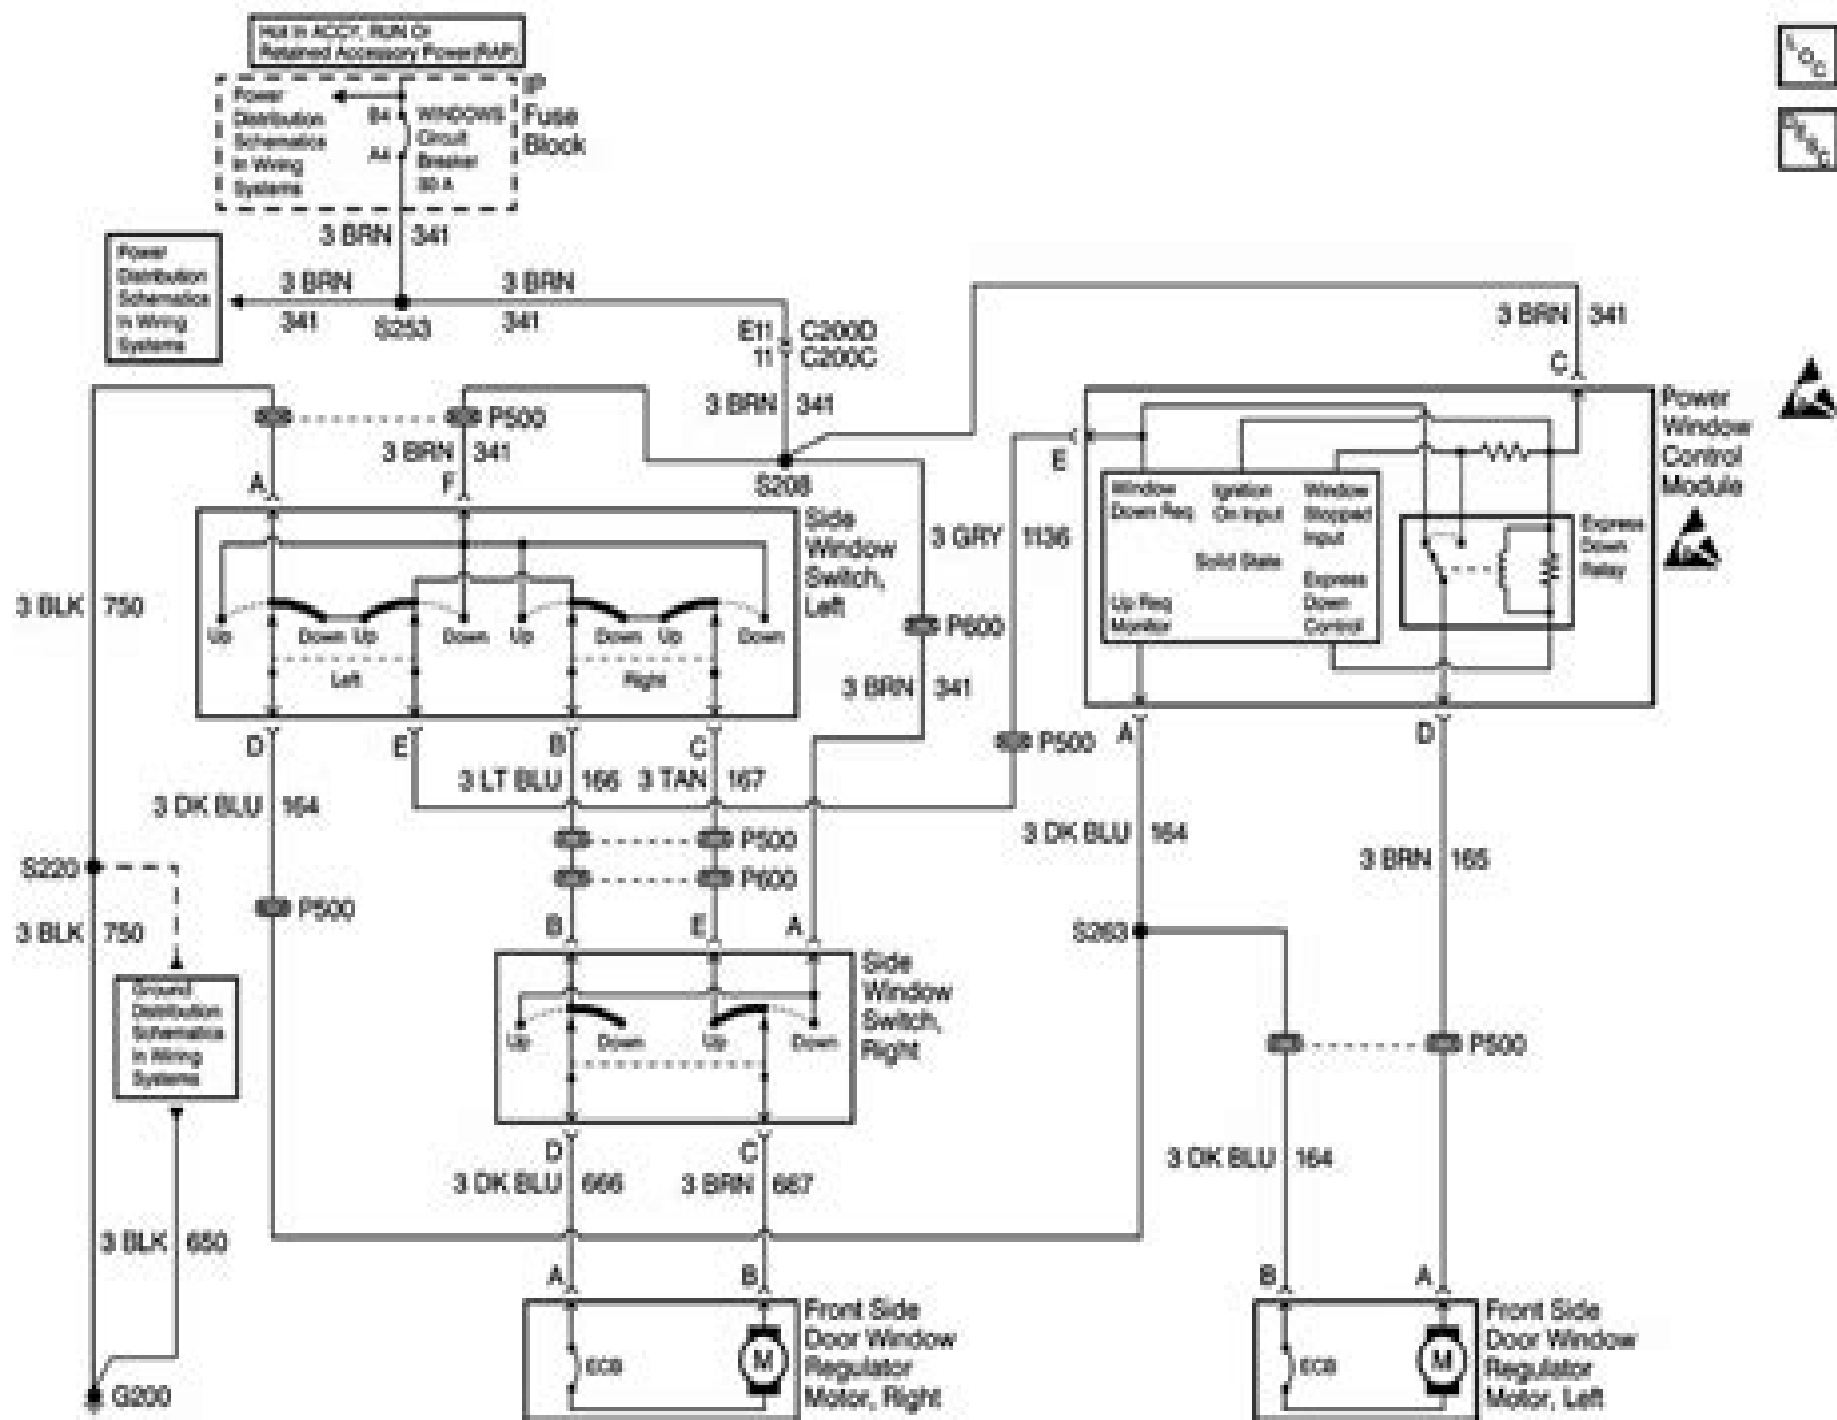 Hot In ACCY, RUN Or
Retained Accessory Power(RAP)
Power
Distribution
Schematics
In Wiring
Systems
B4
A4
WINDOWS
Circuit
Breaker
30 A
IP
Fuse
Block
LOC
DESC
3 BRN 341
Power
Distribution
Schematics
In Wiring
Systems
3 BRN
341
S253
3 BRN
341
E11 C200D
11 C200C
3 BRN 341
3 BRN 341
C
P500
3 BRN 341
A
F
S208
E
Power
Window
Control
Module
Window
Down Req
Ignition
On Input
Window
Stopped
Input
Solid State
Up Req
Monitor
Express
Down
Control
Express
Down
Relay
3 GRY 1136
Side
Window
Switch,
Left
3 BLK 750
Up
Down
Up
Down
Up
Down
Up
Down
Left
Right
P600
3 BRN 341
D
E
B
C
P500
A
D
3 LT BLU 166
3 TAN 167
3 DK BLU 164
3 DK BLU 164
3 BRN 165
P500
P600
S220
P500
3 BLK 750
B
E
A
S263
Side
Window
Switch,
Right
Up
Down
Up
Down
Ground
Distribution
Schematics
in Wiring
Systems
P500
D
C
3 DK BLU 666
3 BRN 667
3 DK BLU 164
3 BLK 650
A
B
B
A
ECB
M
Front Side
Door Window
Regulator
Motor, Right
ECB
M
Front Side
Door Window
Regulator
Motor, Left
G200